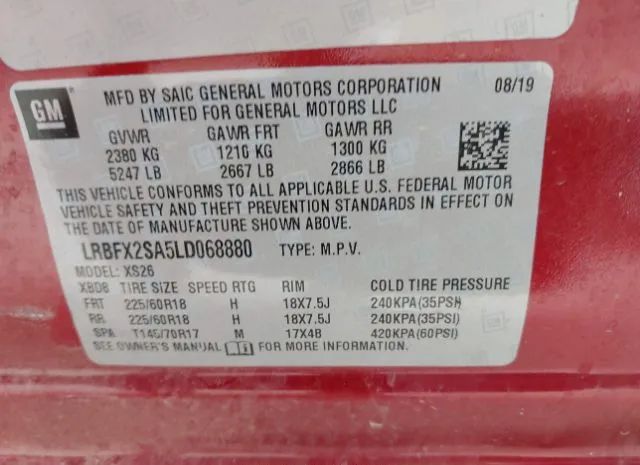 GM
MFD BY SAIC GENERAL MOTORS CORPORATION 08/19
LIMITED FOR GENERAL MOTORS LLC
GVWR GAWR FRT GAWR RR
2380 KG 1210 KG 1300 KG
5247 LB 2667 LB 2866 LB
THIS VEHICLE CONFORMS TO ALL APPLICABLE U.S. FEDERAL MOTOR
VEHICLE SAFETY AND THEFT PREVENTION STANDARDS IN EFFECT ON
THE DATE OF MANUFACTURE SHOWN ABOVE.
LRBFX2SA5LD068880 TYPE: M.P.V.
MODEL: XS26
XBD8 TIRE SIZE SPEED RTG RIM COLD TIRE PRESSURE
FRT 225/60R18 H 18X7.5J 240KPA(35PSI)
RR 225/60R18 H 18X7.5J 240KPA(35PSI)
SPA T145/70R17 M 17X4B 420KPA(60PSI)
SEE OWNER'S MANUAL FOR MORE INFORMATION.